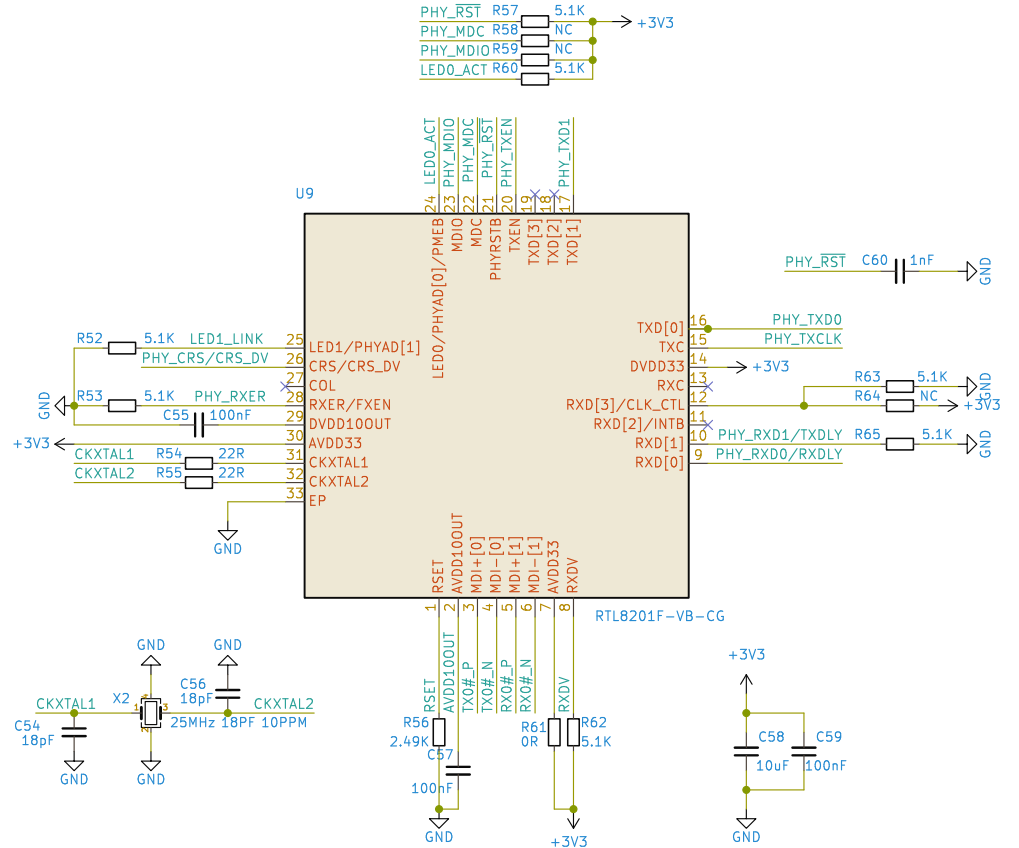 PHY_RST R57 5.1K
PHY_MDC R58 NC +3V3
PHY_MDIO R59 NC
LED0_ACT R60 5.1K
LED0_ACT
PHY_MDIO
PHY_MDC
PHY_RST
PHY_TXEN
PHY_TXD1
U9
24 23 22 21 20 19 18 17
LED0/PHYAD[0]/PMEB
MDIO
MDC
PHYRSTB
TXEN
TXD[3]
TXD[2]
TXD[1]
PHY_RST C60 1nF GND
R52 5.1K LED1_LINK 25 LED1/PHYAD[1]
PHY_CRS/CRS_DV 26 CRS/CRS_DV
27 COL
GND R53 5.1K PHY_RXER 28 RXER/FXEN
C55 100nF 29 DVDD10OUT
+3V3 30 AVDD33
CKXTAL1 R54 22R 31 CKXTAL1
CKXTAL2 R55 22R 32 CKXTAL2
33 EP
GND
TXD[0] 16 PHY_TXD0
TXC 15 PHY_TXCLK
DVDD33 14 +3V3
RXC 13 R63 5.1K GND
RXD[3]/CLK_CTL 12 R64 NC +3V3
RXD[2]/INTB 11
RXD[1] 10 PHY_RXD1/TXDLY R65 5.1K GND
RXD[0] 9 PHY_RXD0/RXDLY
RSET
AVDD10OUT
MDI+[0]
MDI-[0]
MDI+[1]
MDI-[1]
AVDD33
RXDV
1 2 3 4 5 6 7 8
RTL8201F-VB-CG
RSET
AVDD10OUT
TX0#_P
TX0#_N
RX0#_P
RX0#_N
RXDV
R56
2.49K
C57
100nF
GND
R61
0R
R62
5.1K
+3V3
GND GND
CKXTAL1 X2 C56
18pF CKXTAL2
1 2 3 4
C54
18pF
25MHz 18PF 10PPM
GND GND
+3V3
C58
10uF
C59
100nF
GND